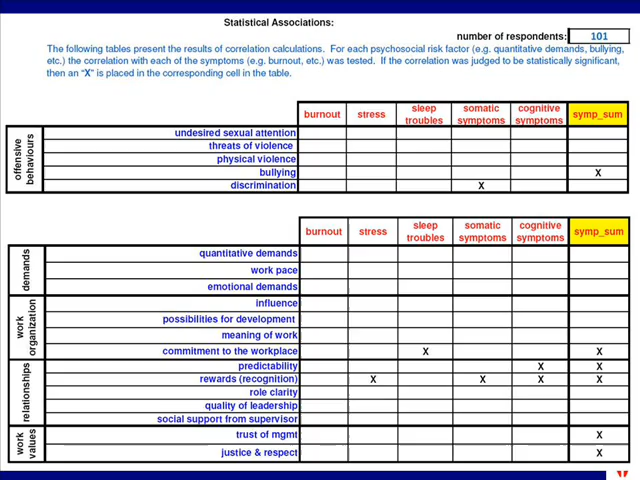 Statistical Associations:
number of respondents: 101
The following tables present the results of correlation calculations. For each psychosocial risk factor (e.g. quantitative demands, bullying,
etc.) the correlation with each of the symptoms (e.g. burnout, etc.) was tested. If the correlation was judged to be statistically significant,
then an "X" is placed in the corresponding cell in the table.
burnout stress sleep troubles somatic symptoms cognitive symptoms symp_sum
offensive behaviours
undesired sexual attention
threats of violence
physical violence
bullying X
discrimination X
burnout stress sleep troubles somatic symptoms cognitive symptoms symp_sum
demands
quantitative demands
work pace
emotional demands
work organization
influence
possibilities for development
meaning of work
commitment to the workplace X X
relationships
predictability X X
rewards (recognition) X X X X
role clarity
quality of leadership
social support from supervisor
work values
trust of mgmt X
justice & respect X